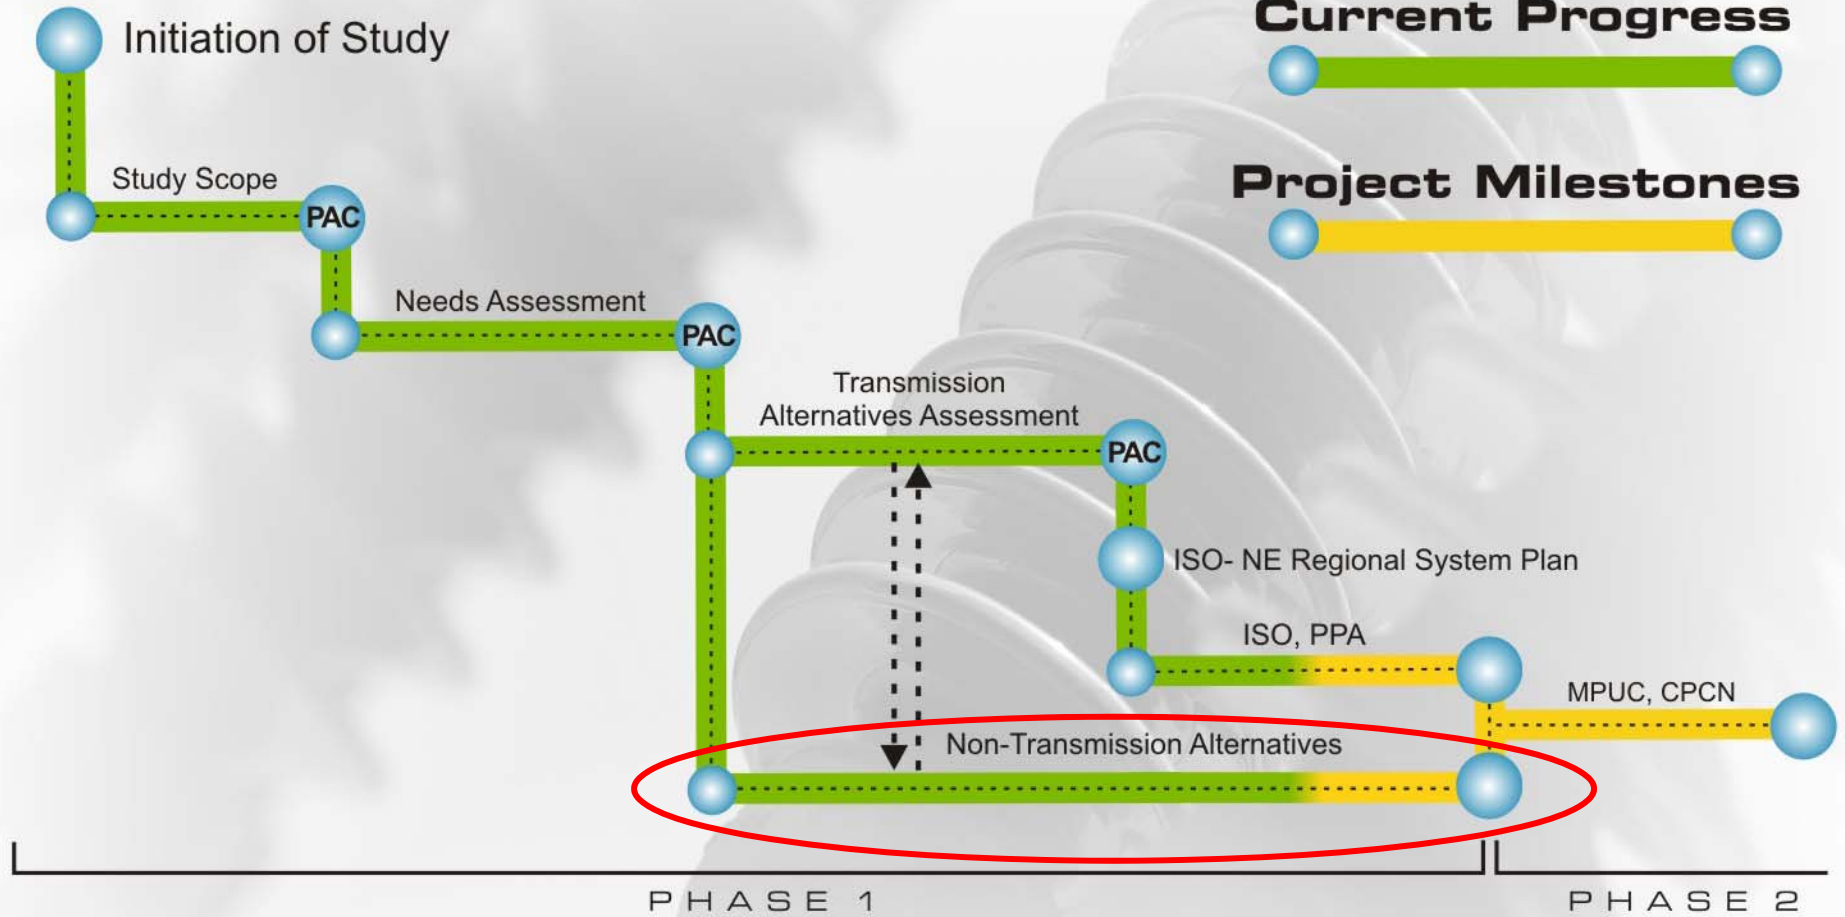 Current Progress
Initiation of Study
Study Scope
PAC
Project Milestones
Needs Assessment
PAC
Transmission
Alternatives Assessment
PAC
ISO- NE Regional System Plan
ISO, PPA
MPUC, CPCN
Non-Transmission Alternatives
PHASE 1
PHASE 2